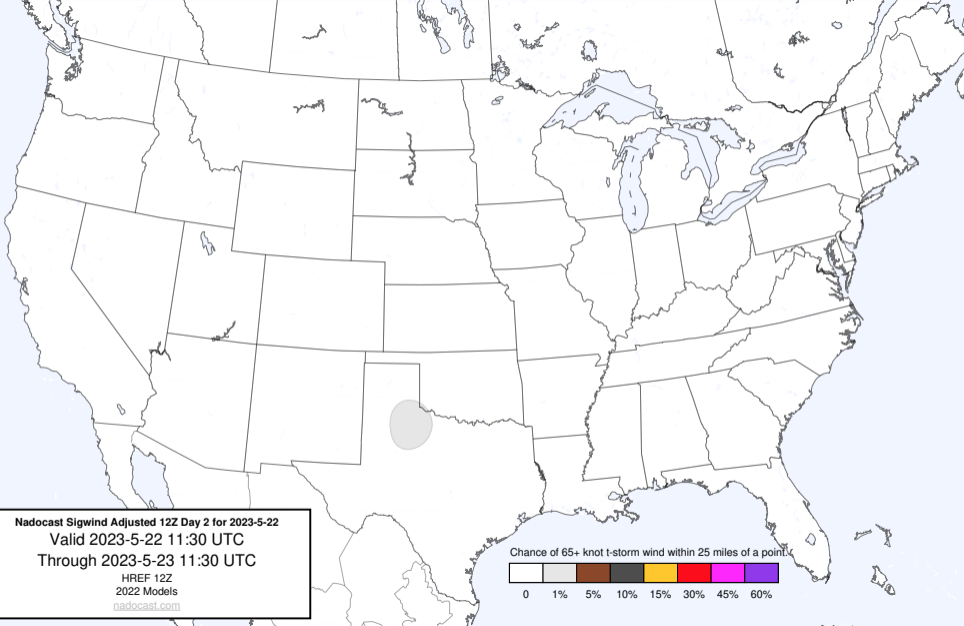 Nadocast Sigwind Adjusted 12Z Day 2 for 2023-5-22
Valid 2023-5-22 11:30 UTC
Through 2023-5-23 11:30 UTC
HREF 12Z
2022 Models
nadocast.com
Chance of 65+ knot t-storm wind within 25 miles of a point.
0 1% 5% 10% 15% 30% 45% 60%